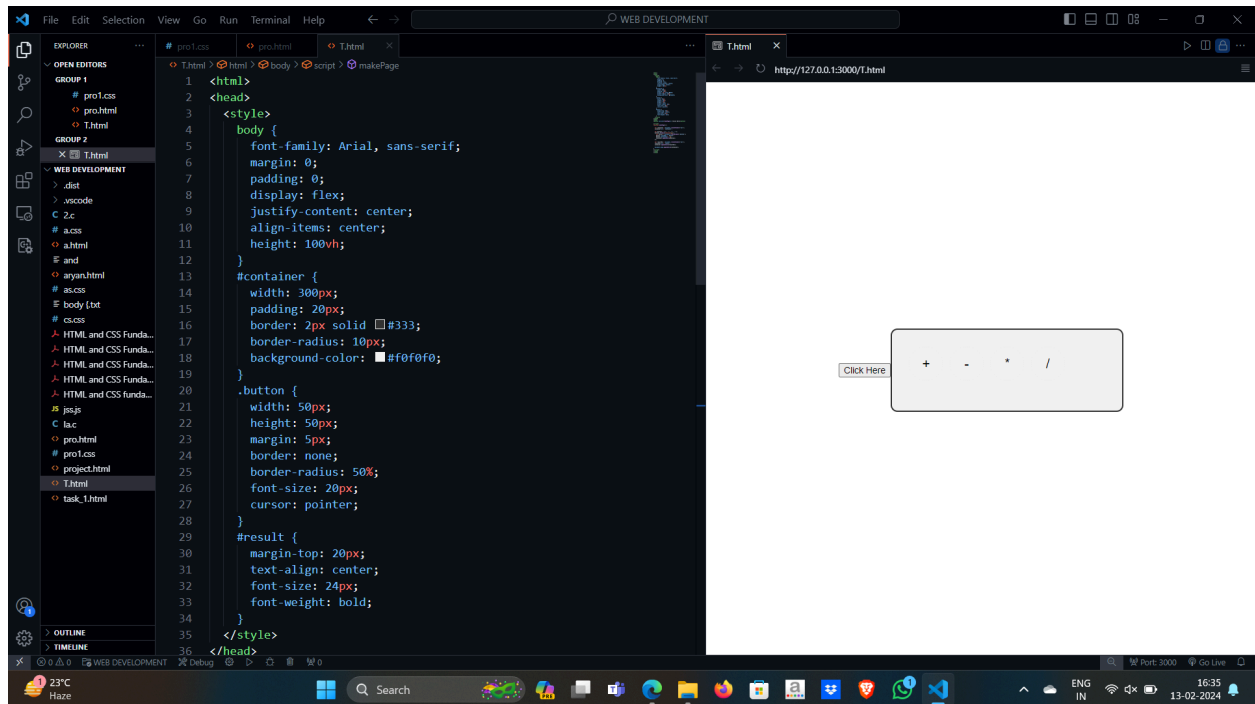 File Edit Selection View Go Run Terminal Help
WEB DEVELOPMENT
EXPLORER
OPEN EDITORS
GROUP 1
# pro1.css
<> pro.html
<> T.html
GROUP 2
T.html
WEB DEVELOPMENT
> .dist
> .vscode
C 2.c
# a.css
<> a.html
and
<> aryan.html
# as.css
body {.txt
# cs.css
HTML and CSS Funda...
HTML and CSS Funda...
HTML and CSS Funda...
HTML and CSS Funda...
HTML and CSS funda...
JS jss.js
C la.c
<> pro.html
# pro1.css
<> project.html
<> T.html
<> task_1.html
> OUTLINE
> TIMELINE
# pro1.css <> pro.html <> T.html
<> T.html > html > body > script > makePage
1 <html>
2 <head>
3 <style>
4 body {
5 font-family: Arial, sans-serif;
6 margin: 0;
7 padding: 0;
8 display: flex;
9 justify-content: center;
10 align-items: center;
11 height: 100vh;
12 }
13 #container {
14 width: 300px;
15 padding: 20px;
16 border: 2px solid #333;
17 border-radius: 10px;
18 background-color: #f0f0f0;
19 }
20 .button {
21 width: 50px;
22 height: 50px;
23 margin: 5px;
24 border: none;
25 border-radius: 50%;
26 font-size: 20px;
27 cursor: pointer;
28 }
29 #result {
30 margin-top: 20px;
31 text-align: center;
32 font-size: 24px;
33 font-weight: bold;
34 }
35 </style>
36 </head>
T.html
http://127.0.0.1:3000/T.html
Click Here
+ - * /
0 0 WEB DEVELOPMENT Debug 0
Port: 3000 Go Live
1
23°C
Haze
Search
PRE
ENG
IN
16:35
13-02-2024